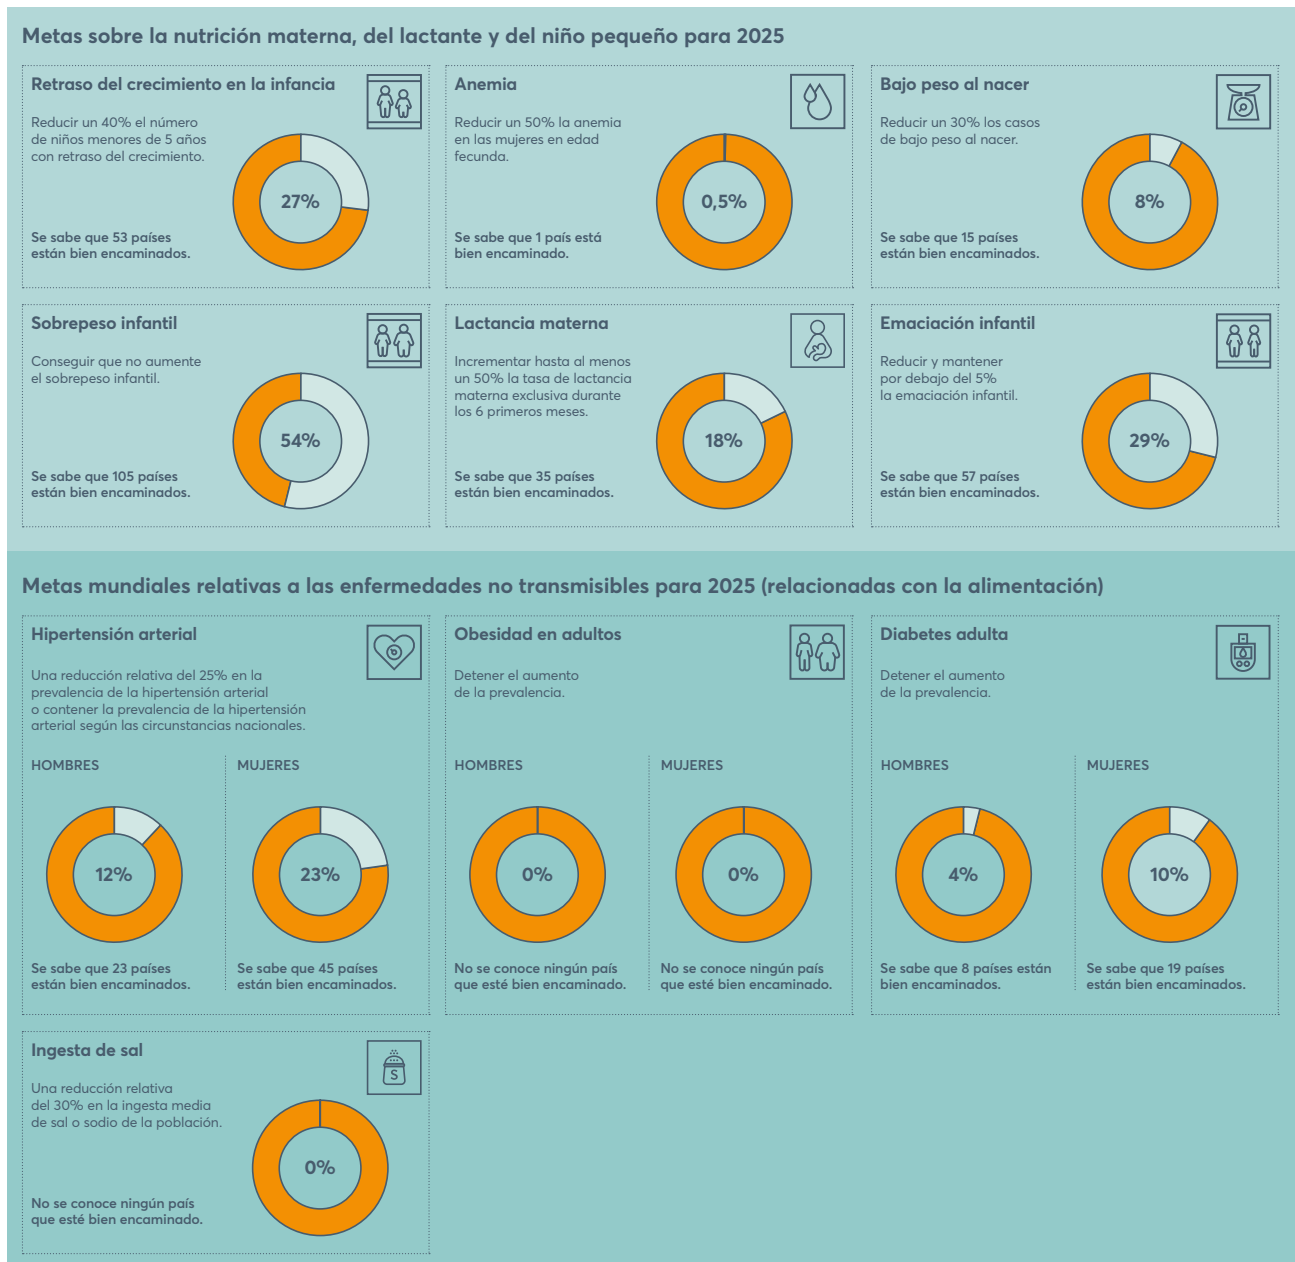 Metas sobre la nutrición materna, del lactante y del niño pequeño para 2025
Retraso del crecimiento en la infancia
Reducir un 40% el número
de niños menores de 5 años
con retraso del crecimiento.
27%
Se sabe que 53 países
están bien encaminados.
Anemia
Reducir un 50% la anemia
en las mujeres en edad
fecunda.
0,5%
Se sabe que 1 país está
bien encaminado.
Bajo peso al nacer
Reducir un 30% los casos
de bajo peso al nacer.
8%
Se sabe que 15 países
están bien encaminados.
Sobrepeso infantil
Conseguir que no aumente
el sobrepeso infantil.
54%
Se sabe que 105 países
están bien encaminados.
Lactancia materna
Incrementar hasta al menos
un 50% la tasa de lactancia
materna exclusiva durante
los 6 primeros meses.
18%
Se sabe que 35 países
están bien encaminados.
Emaciación infantil
Reducir y mantener
por debajo del 5%
la emaciación infantil.
29%
Se sabe que 57 países
están bien encaminados.
Metas mundiales relativas a las enfermedades no transmisibles para 2025 (relacionadas con la alimentación)
Hipertensión arterial
Una reducción relativa del 25% en la
prevalencia de la hipertensión arterial
o contener la prevalencia de la hipertensión
arterial según las circunstancias nacionales.
HOMBRES
12%
Se sabe que 23 países
están bien encaminados.
MUJERES
23%
Se sabe que 45 países
están bien encaminados.
Obesidad en adultos
Detener el aumento
de la prevalencia.
HOMBRES
0%
No se conoce ningún país
que esté bien encaminado.
MUJERES
0%
No se conoce ningún país
que esté bien encaminado.
Diabetes adulta
Detener el aumento
de la prevalencia.
HOMBRES
4%
Se sabe que 8 países están
bien encaminados.
MUJERES
10%
Se sabe que 19 países
están bien encaminados.
Ingesta de sal
S
Una reducción relativa
del 30% en la ingesta media
de sal o sodio de la población.
0%
No se conoce ningún país
que esté bien encaminado.